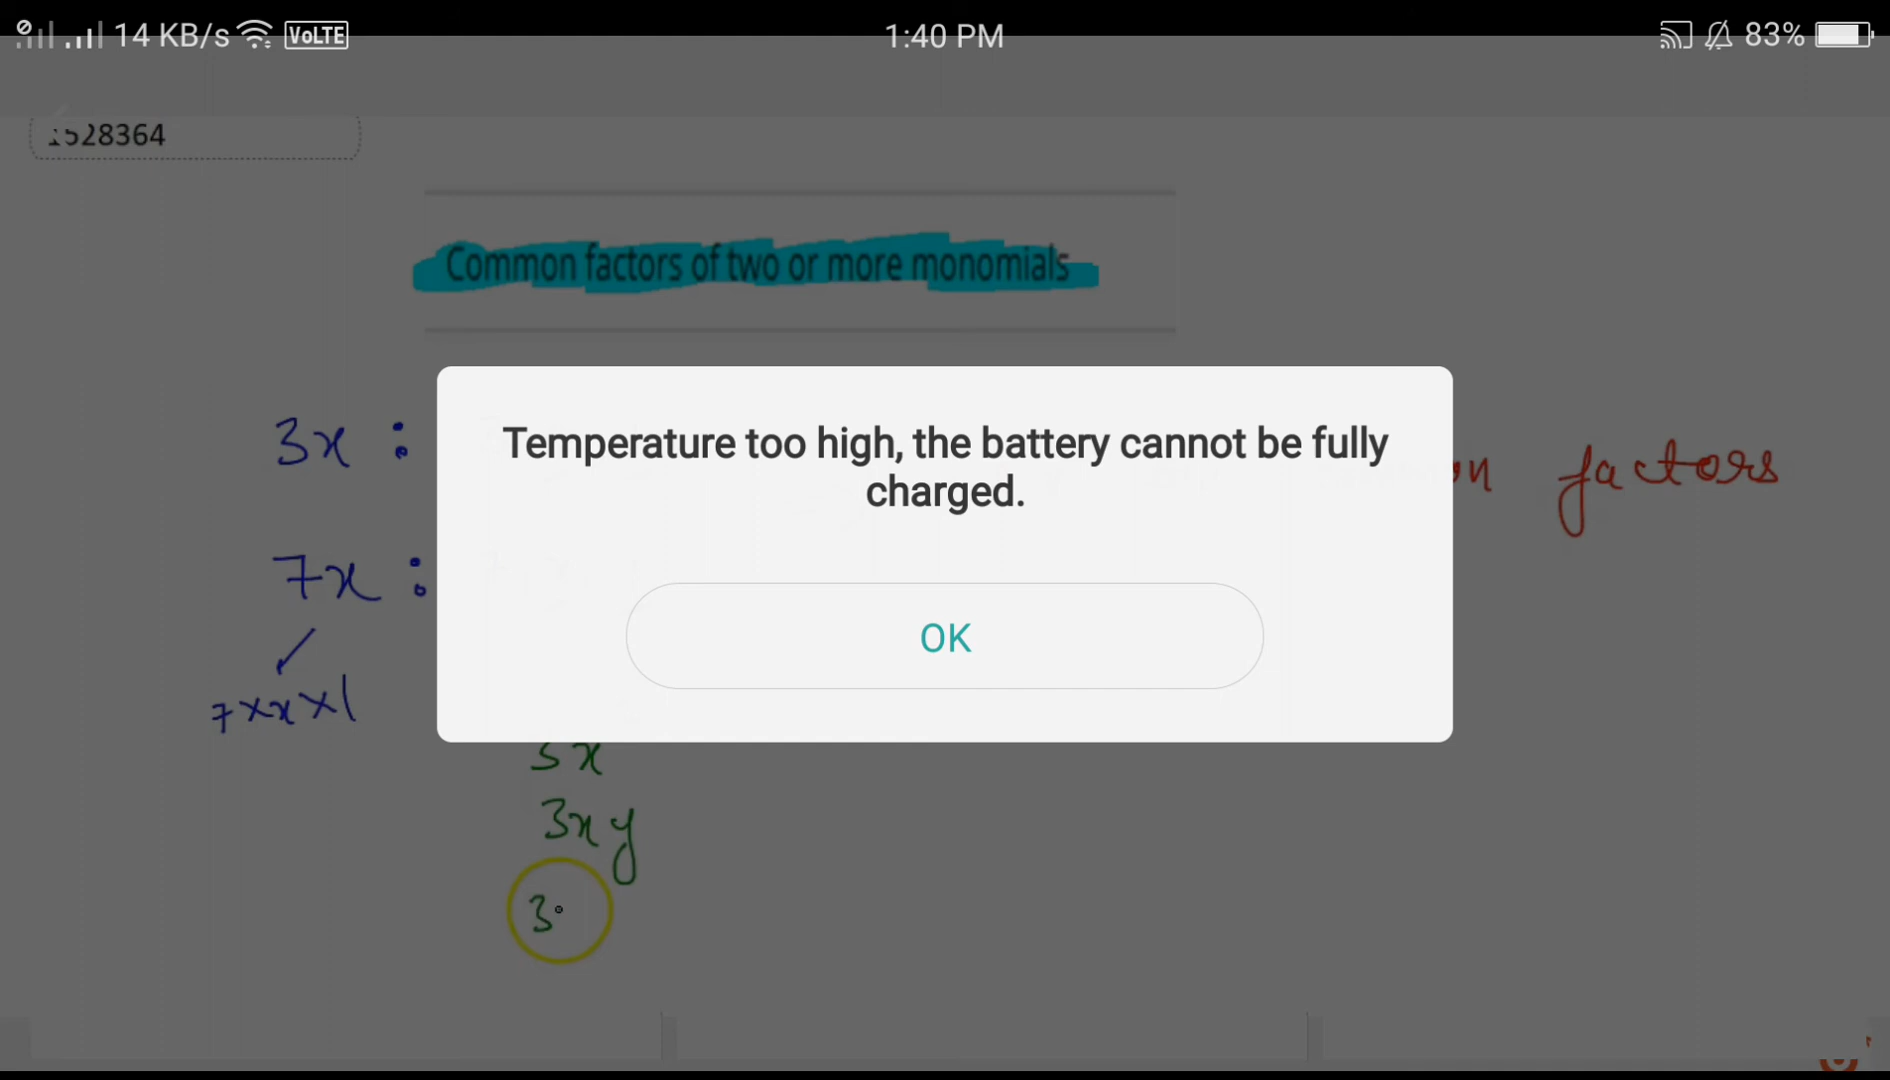 14 KB/s VoLTE 1:40 PM 83%
1528364
Common factors of two or more monomials
Temperature too high, the battery cannot be fully
charged.
OK
3x :
factors
7x :
7×x×1
3x
3xy
3